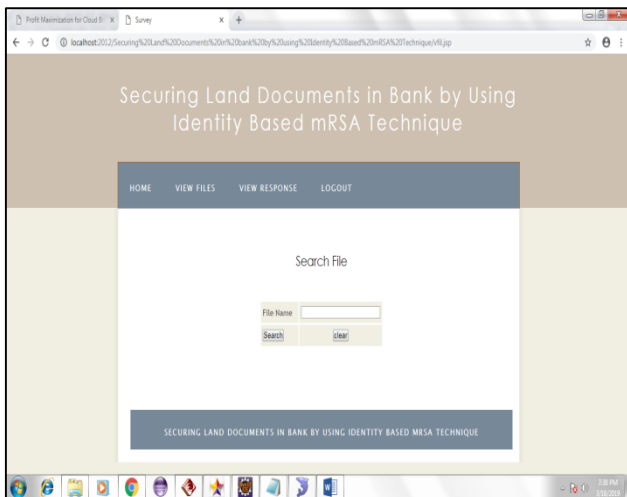 Profit Maximization for Cloud B
Survey
localhost:2012/Securing%20Land%20Documents%20in%20bank%20by%20using%20Identity%20Based%20mRSA%20Technique/vfil.jsp
Securing Land Documents in Bank by Using
Identity Based mRSA Technique
HOME VIEW FILES VIEW RESPONSE LOGOUT
Search File
File Name
Search clear
SECURING LAND DOCUMENTS IN BANK BY USING IDENTITY BASED MRSA TECHNIQUE